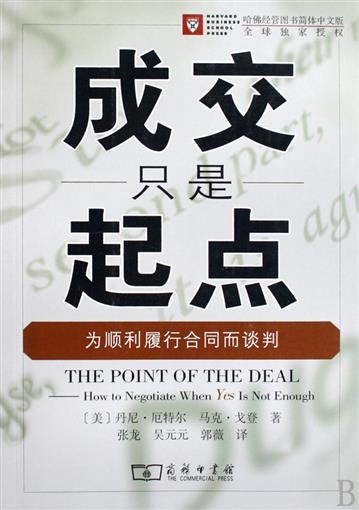 HARVARD
BUSINESS
SCHOOL
PRESS
哈佛经管图书简体中文版
全球独家授权
成交
只是
起点
为顺利履行合同而谈判
THE POINT OF THE DEAL
—— How to Negotiate When Yes Is Not Enough
〔美〕丹尼·厄特尔 马克·戈登 著
张龙 吴元元 郭薇 译
商务印书馆
THE COMMERCIAL PRESS
B